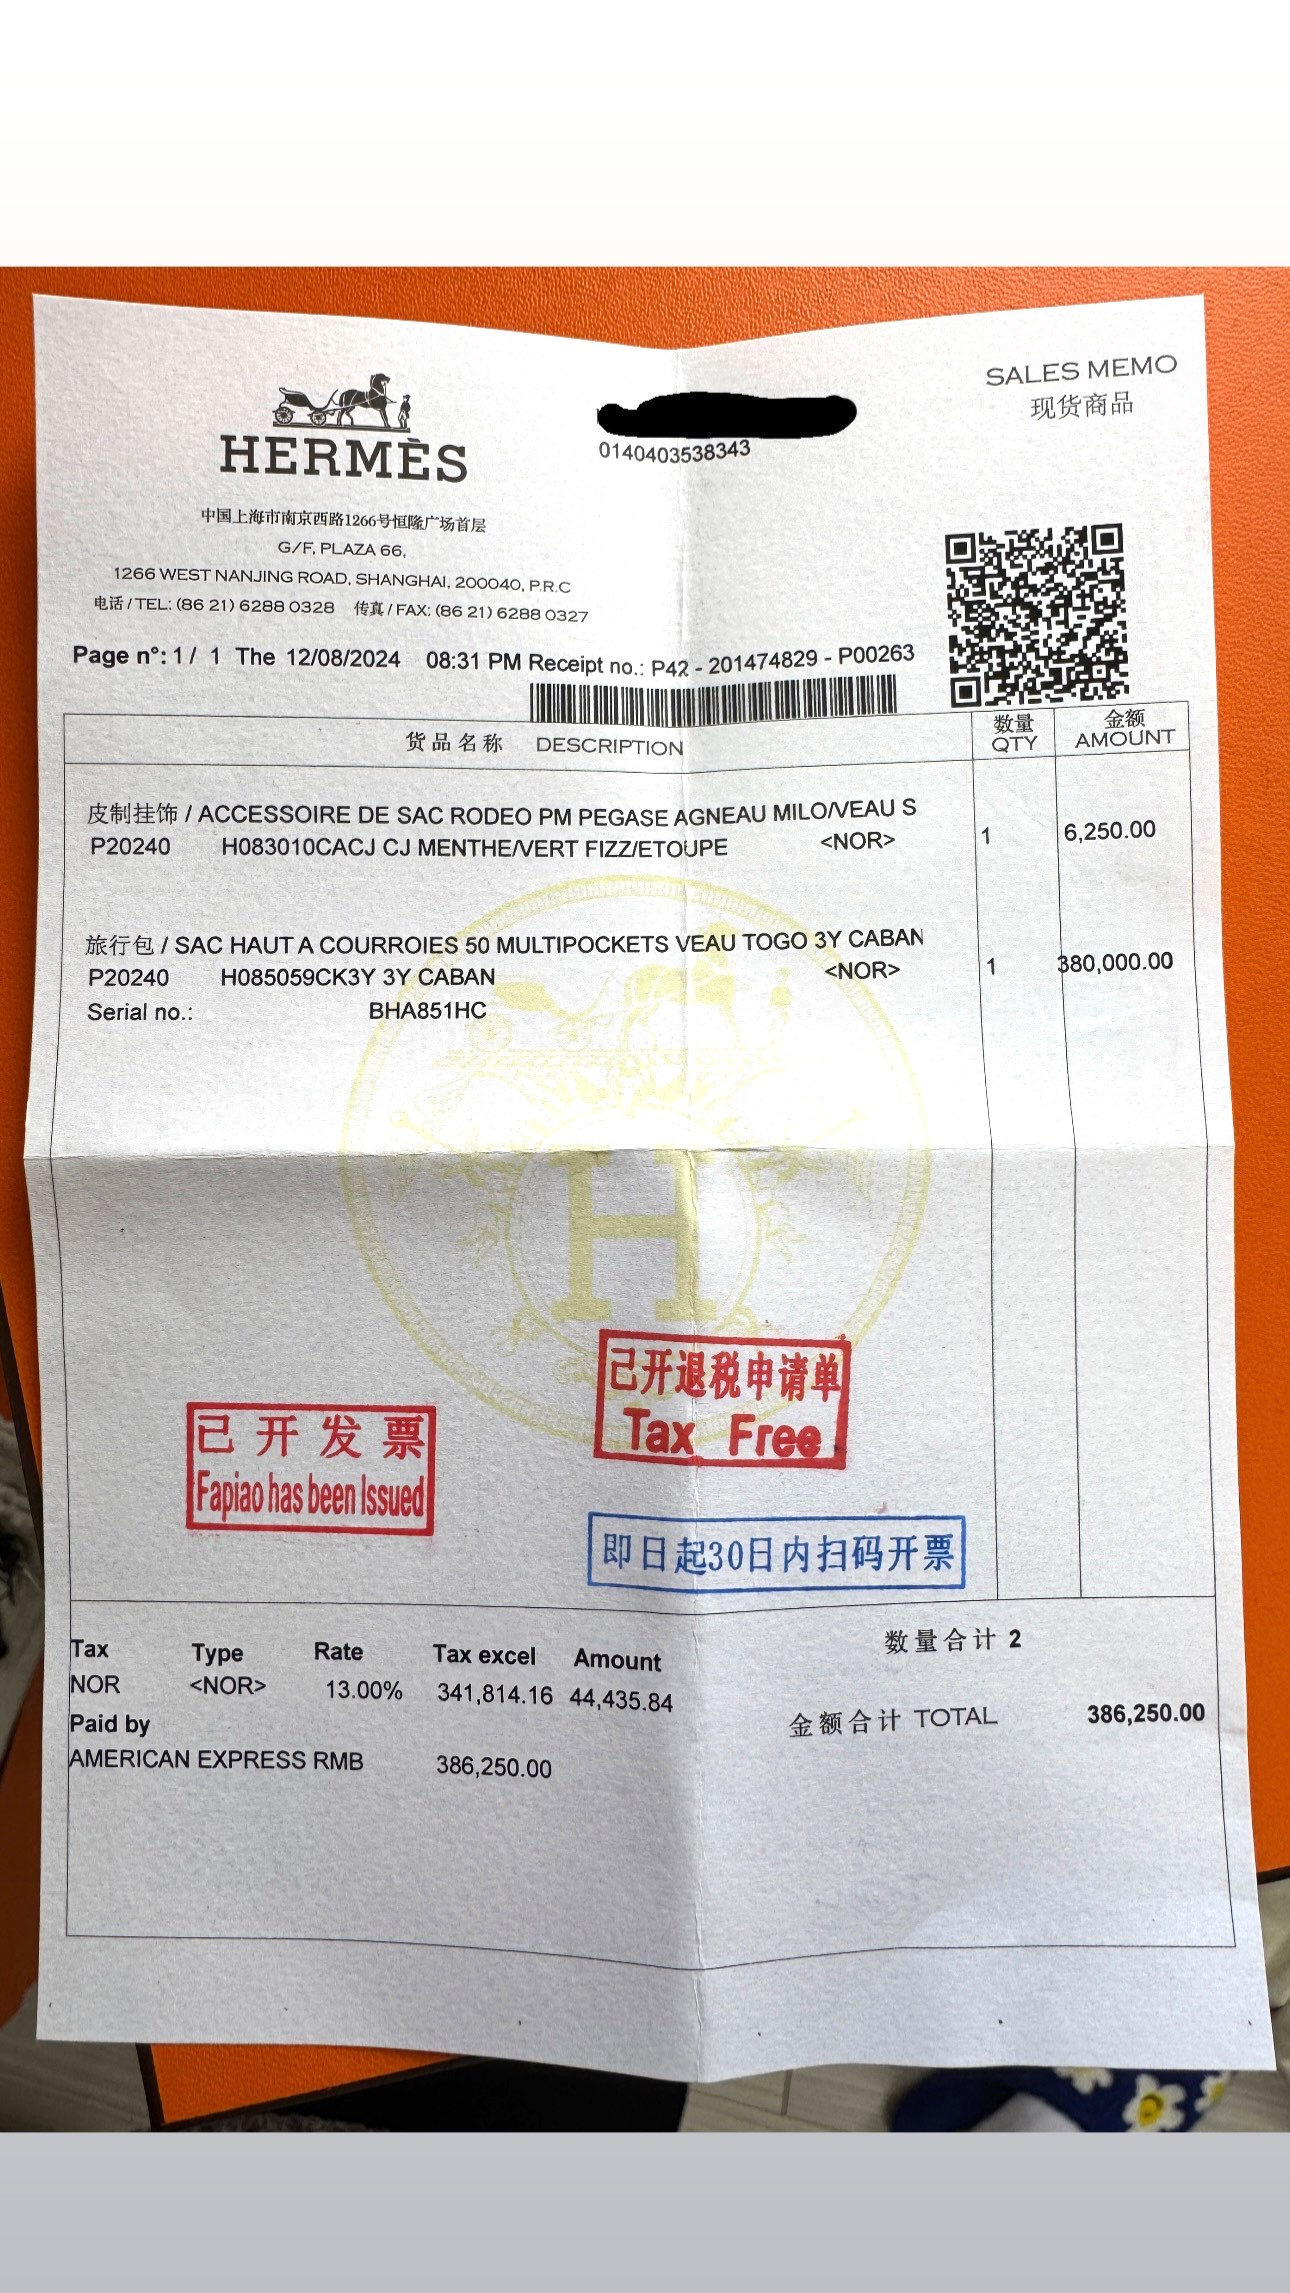 HERMÈS
中国上海市南京西路1266号恒隆广场首层
G/F, PLAZA 66,
1266 WEST NANJING ROAD, SHANGHAI, 200040, P.R.C
电话 / TEL: (86 21) 6288 0328 传真 / FAX: (86 21) 6288 0327
0140403538343
SALES MEMO
现货商品
Page n°: 1 / 1 The 12/08/2024 08:31 PM Receipt no.: P42 - 201474829 - P00263
货品名称 DESCRIPTION
数量
QTY
金额
AMOUNT
皮制挂饰 / ACCESSOIRE DE SAC RODEO PM PEGASE AGNEAU MILO/VEAU S
P20240 H083010CACJ CJ MENTHE/VERT FIZZ/ETOUPE <NOR> 1 6,250.00
旅行包 / SAC HAUT A COURROIES 50 MULTIPOCKETS VEAU TOGO 3Y CABAN
P20240 H085059CK3Y 3Y CABAN <NOR> 1 380,000.00
Serial no.: BHA851HC
H
已开退税申请单
Tax Free
已开发票
Fapiao has been Issued
即日起30日内扫码开票
Tax Type Rate Tax excel Amount
NOR <NOR> 13.00% 341,814.16 44,435.84
Paid by
AMERICAN EXPRESS RMB 386,250.00
数量合计 2
金额合计 TOTAL 386,250.00